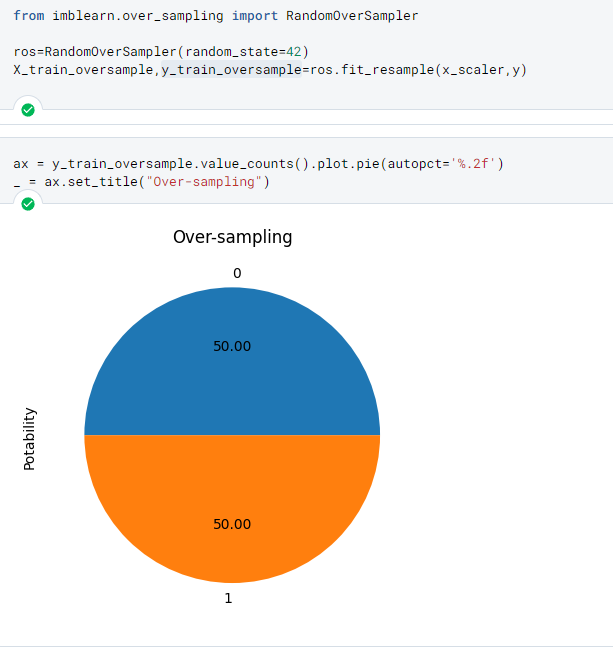 from imblearn.over_sampling import RandomOverSampler
ros=RandomOverSampler(random_state=42)
X_train_oversample,y_train_oversample=ros.fit_resample(x_scaler,y)
ax = y_train_oversample.value_counts().plot.pie(autopct='%.2f')
_ = ax.set_title("Over-sampling")
Over-sampling
0
50.00
Potability
50.00
1